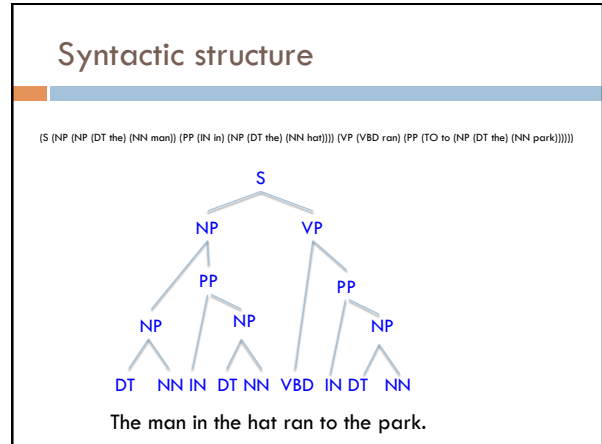 Syntactic structure
(S (NP (NP (DT the) (NN man)) (PP (IN in) (NP (DT the) (NN hat)))) (VP (VBD ran) (PP (TO to (NP (DT the) (NN park))))))
S
NP VP
PP
PP
NP NP NP
DT NN IN DT NN VBD IN DT NN
The man in the hat ran to the park.